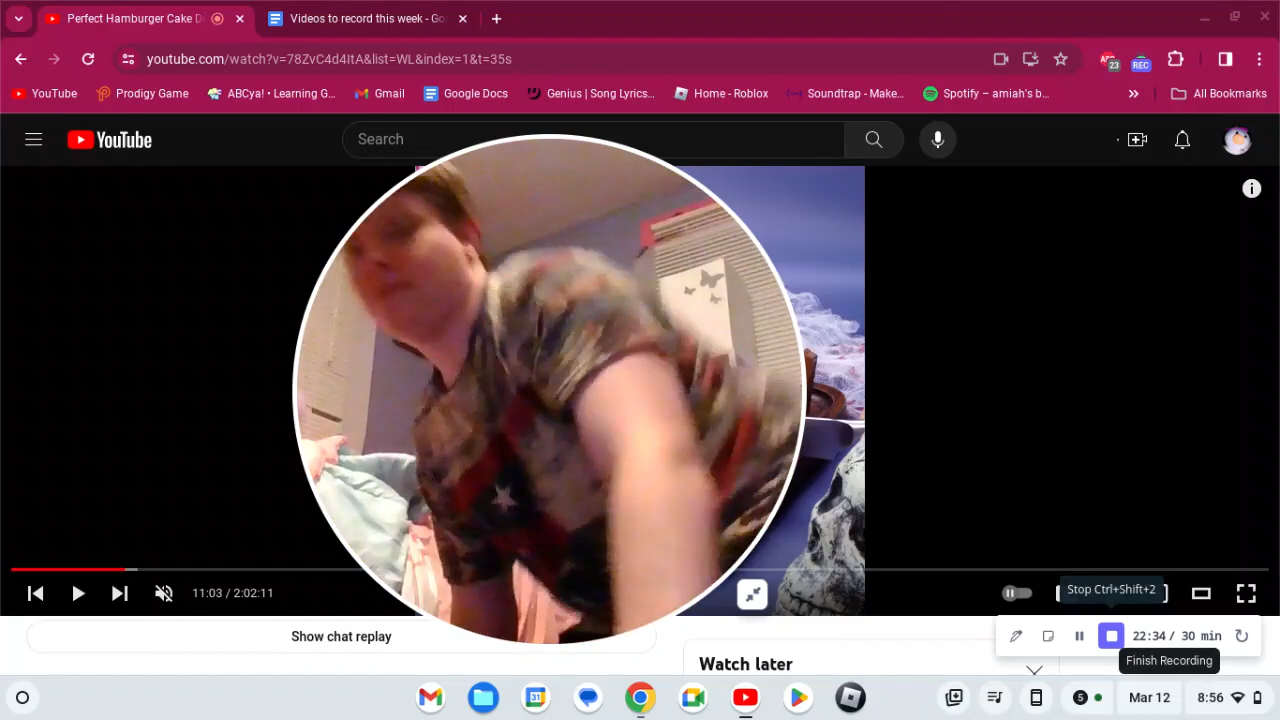 Perfect Hamburger Cake D
Videos to record this week - Go
youtube.com/watch?v=78ZvC4d4ItA&list=WL&index=1&t=35s
23
REC
YouTube
Prodigy Game
ABCya! • Learning G...
Gmail
Google Docs
Genius | Song Lyrics...
Home - Roblox
Soundtrap - Make...
Spotify – amiah's b...
All Bookmarks
YouTube
Search
11:03 / 2:02:11
Stop Ctrl+Shift+2
Show chat replay
22:34 / 30 min
Watch later
Finish Recording
31
5
Mar 12
8:56